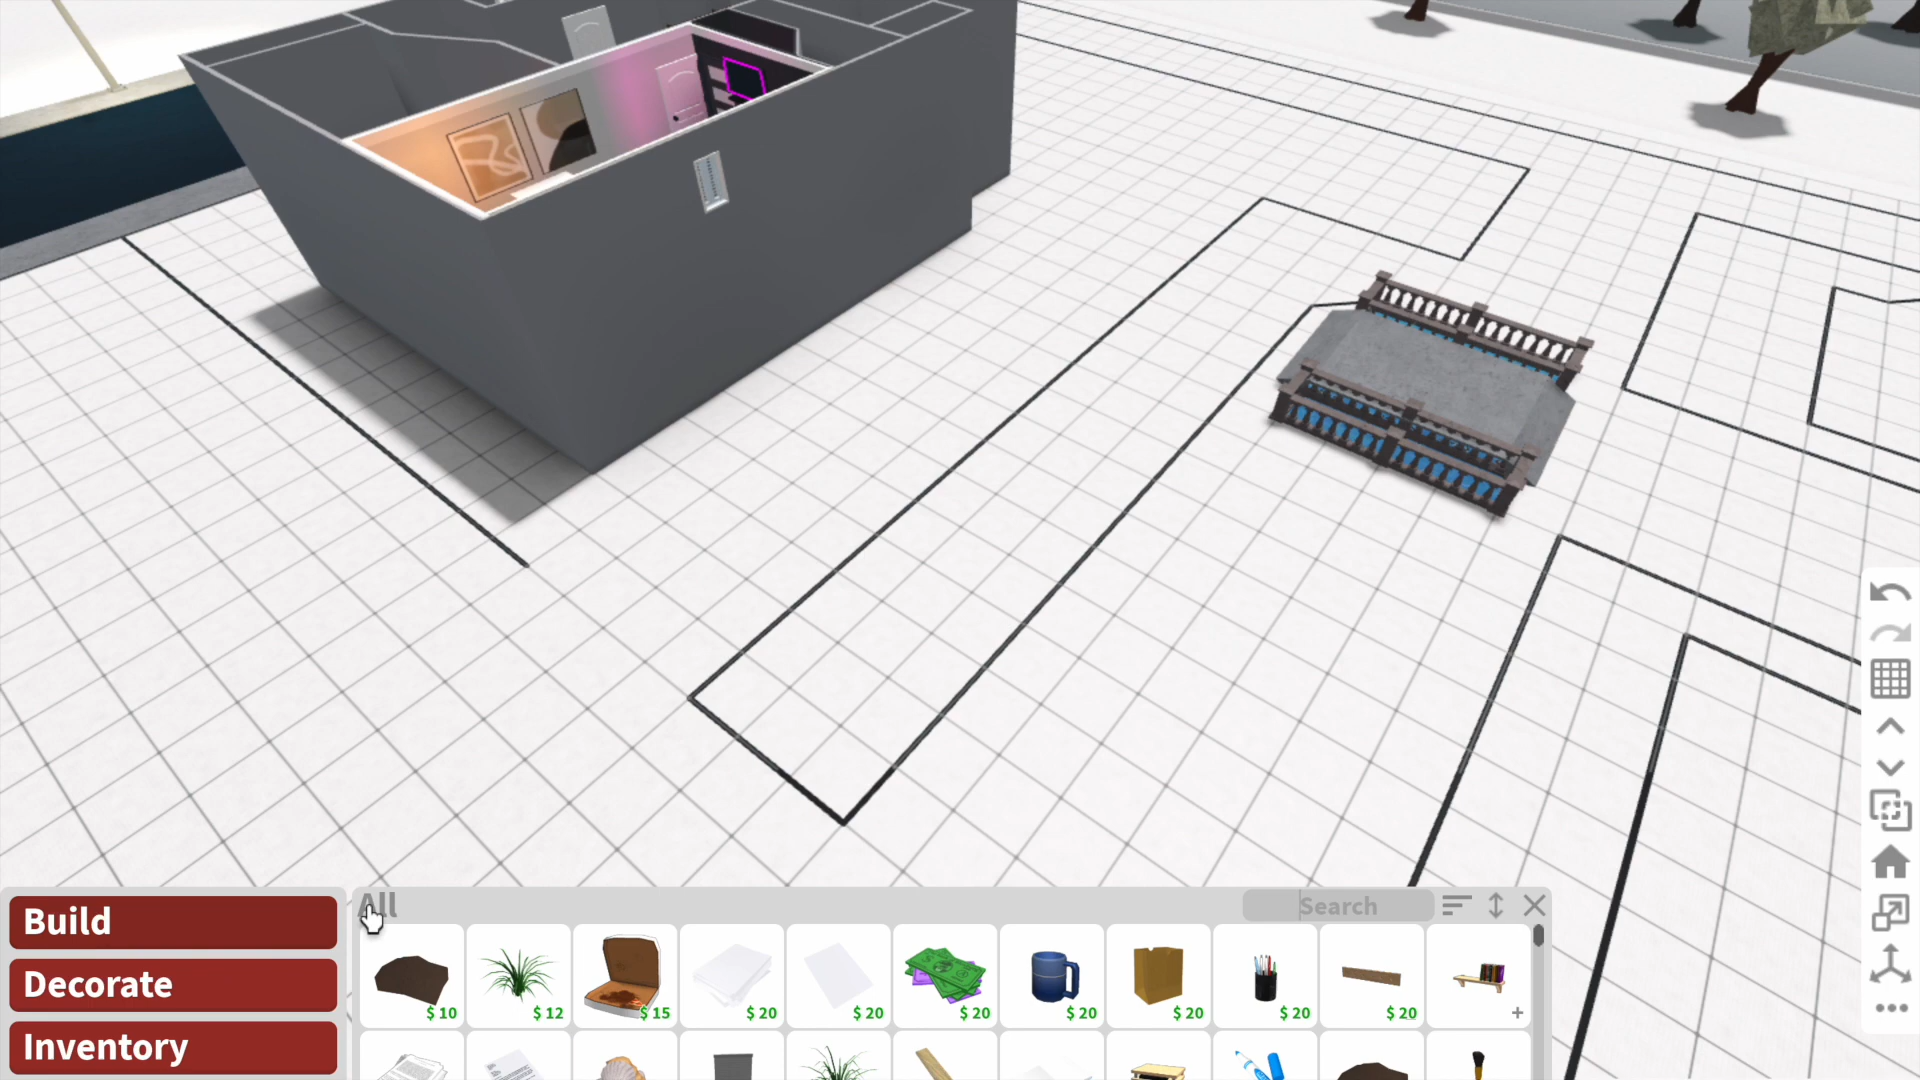 Build
Decorate
Inventory
All
Search
$ 10
$ 12
$ 15
$ 20
$ 20
$ 20
$ 20
$ 20
$ 20
$ 20
+